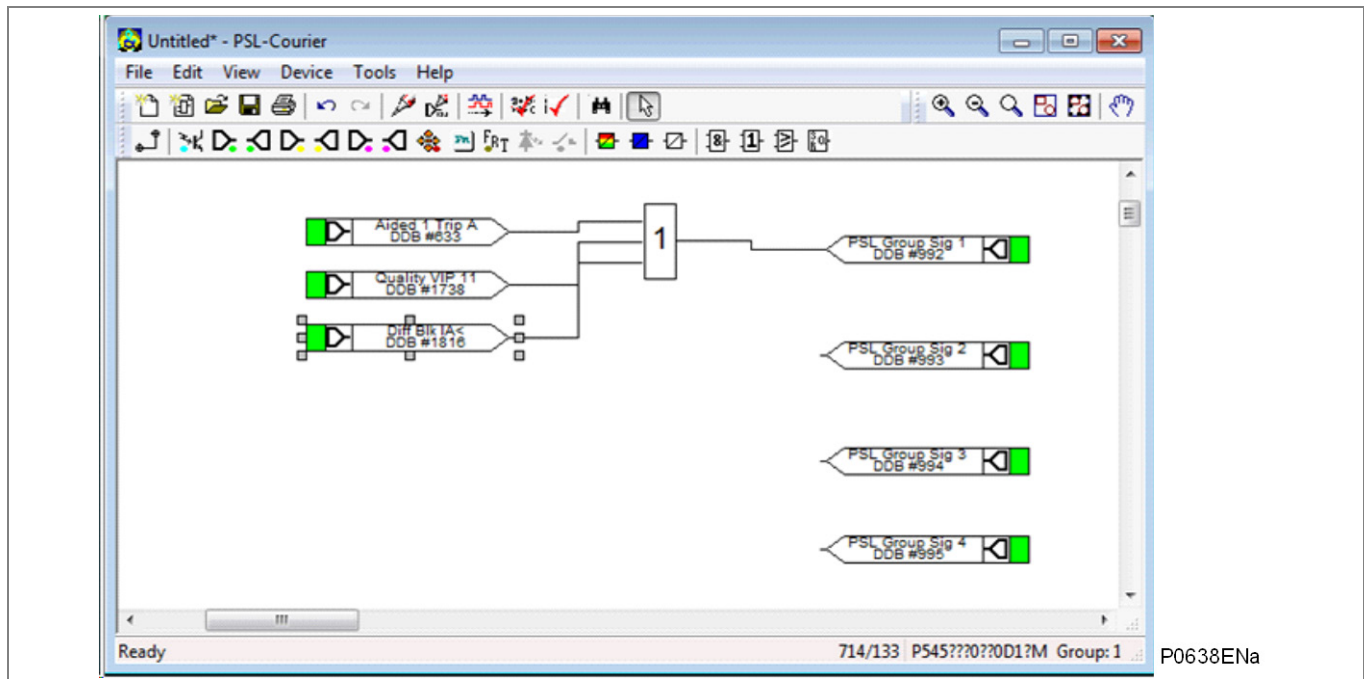 Untitled* - PSL-Courier
File Edit View Device Tools Help
Aided 1 Trip A
DDB #633
Quality VIP 11
DDB #1738
Diff Blk IA<
DDB #1816
1
PSL Group Sig 1
DDB #992
PSL Group Sig 2
DDB #993
PSL Group Sig 3
DDB #994
PSL Group Sig 4
DDB #995
Ready 714/133 P545???0??0D1?M Group: 1
P0638ENa